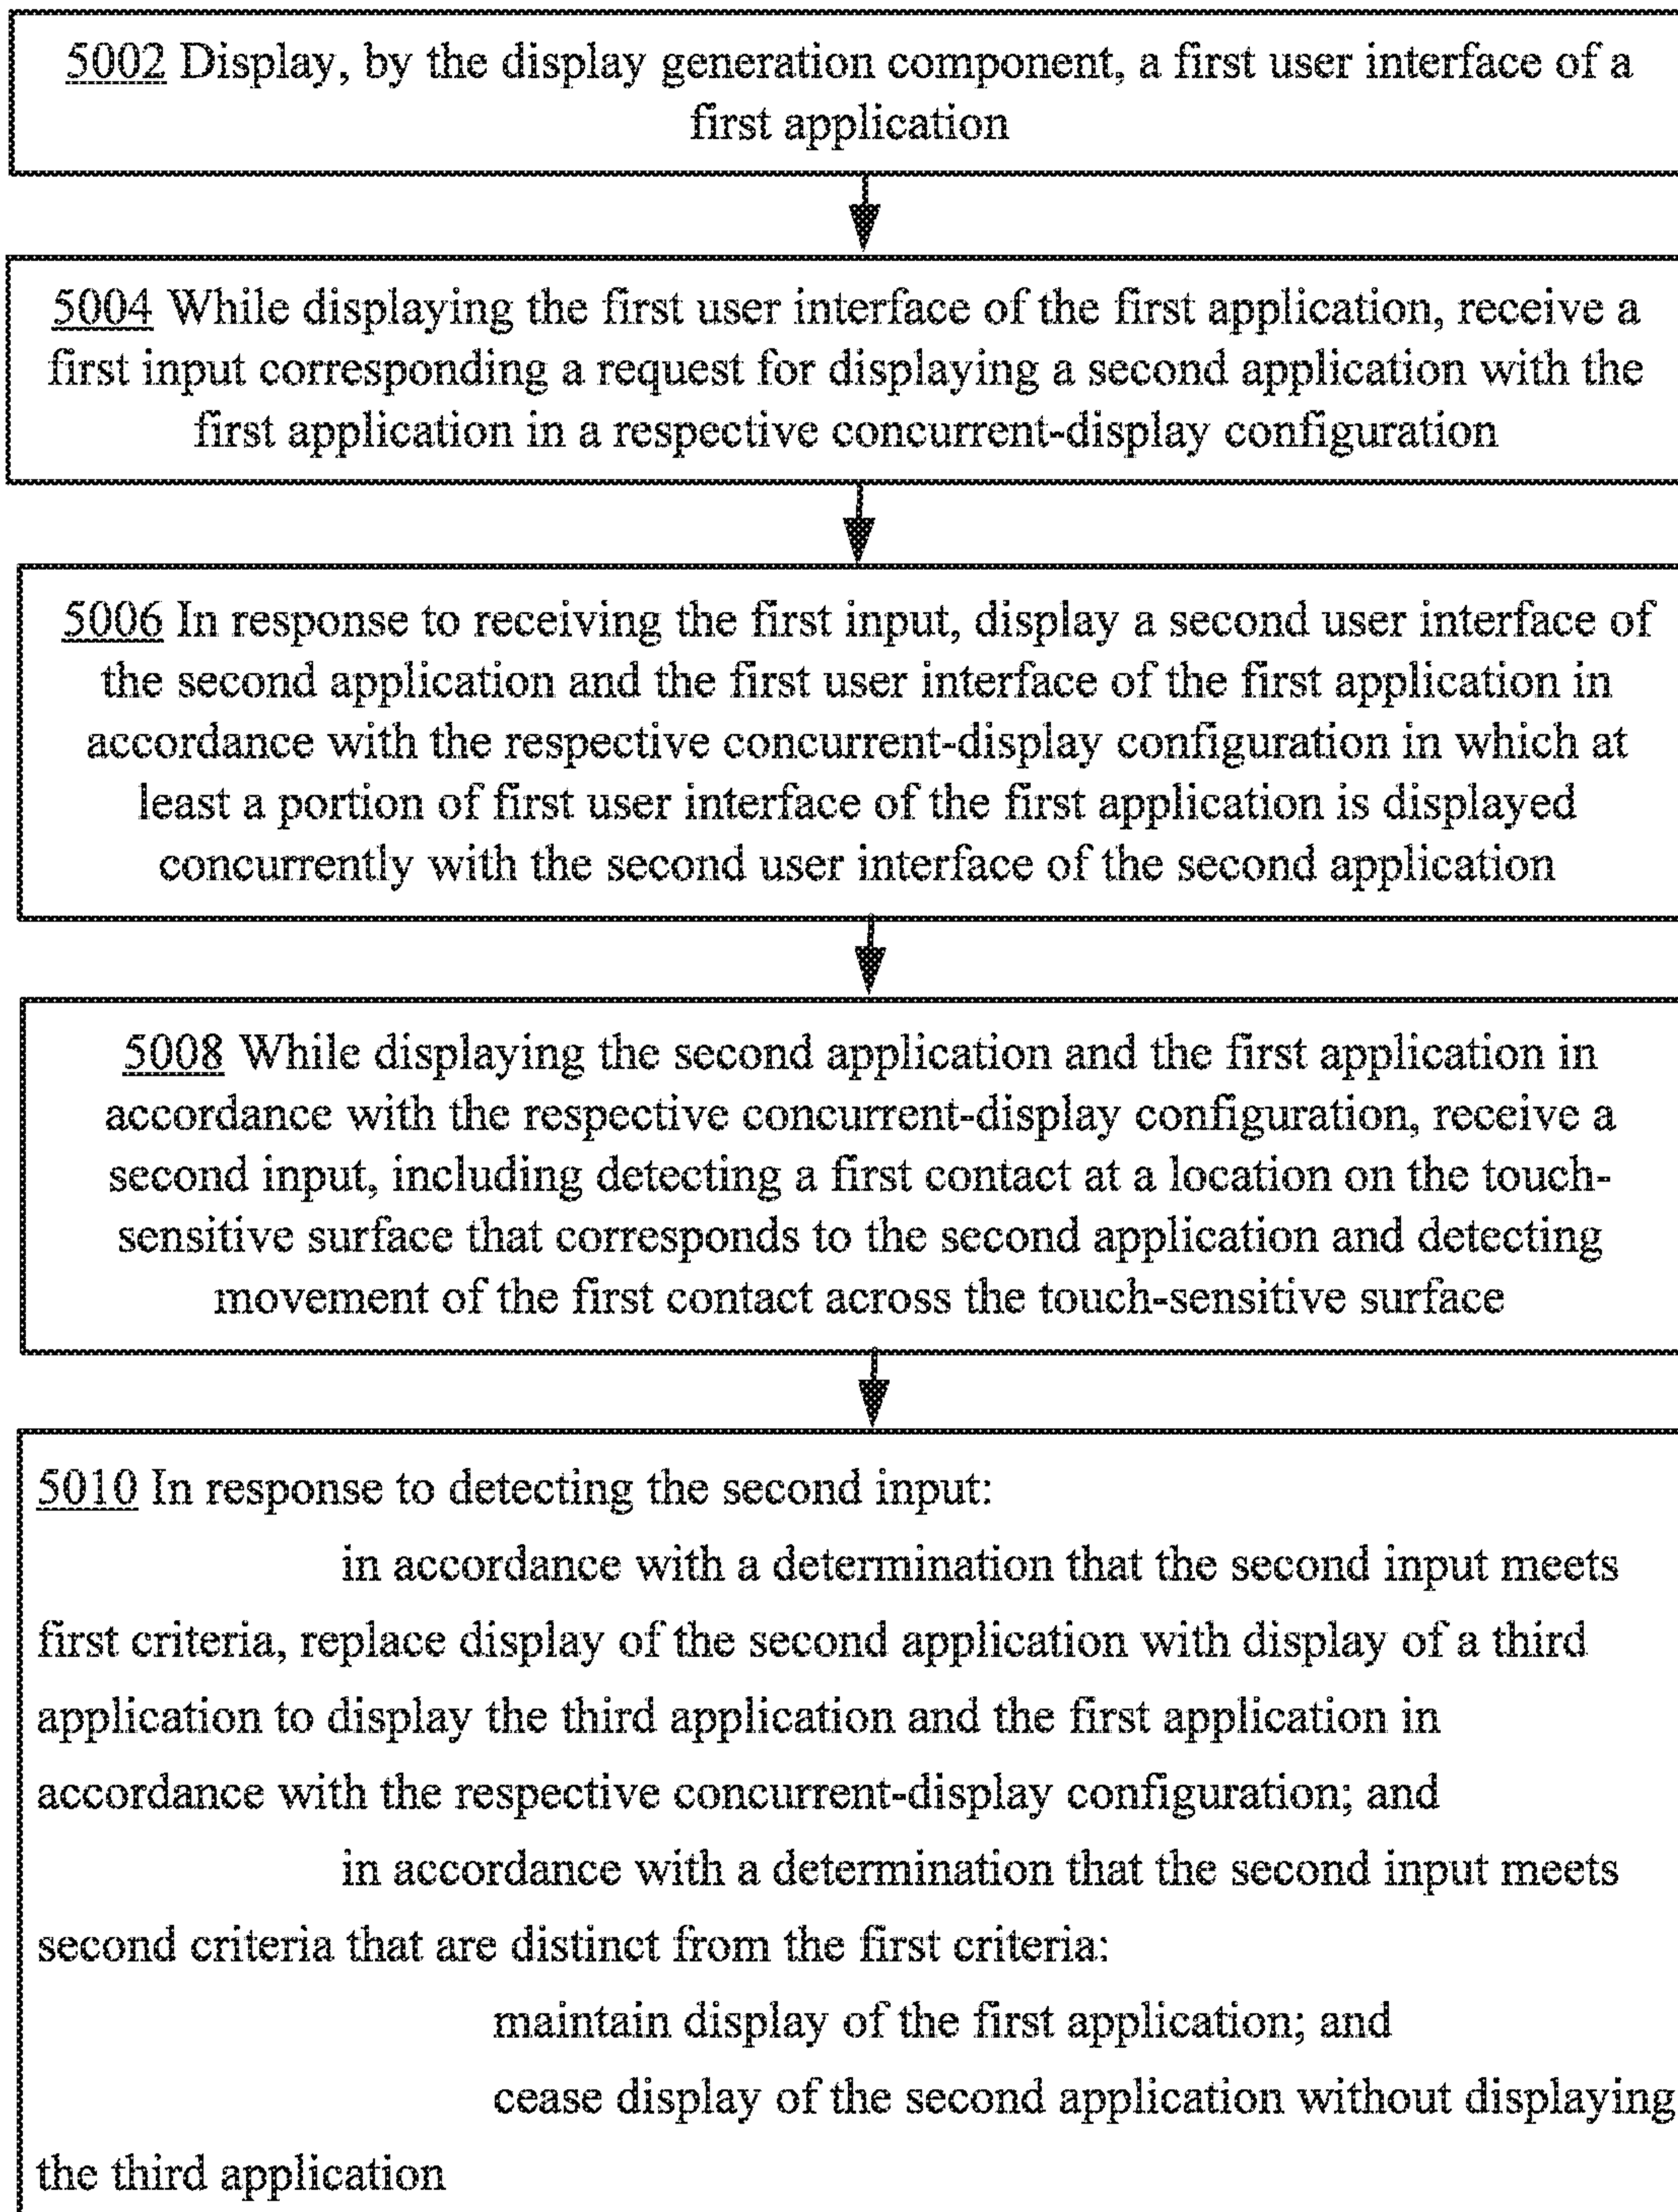 5002 Display, by the display generation component, a first user interface of a
first application
5004 While displaying the first user interface of the first application, receive a
first input corresponding a request for displaying a second application with the
first application in a respective concurrent-display configuration
5006 In response to receiving the first input, display a second user interface of
the second application and the first user interface of the first application in
accordance with the respective concurrent-display configuration in which at
least a portion of first user interface of the first application is displayed
concurrently with the second user interface of the second application
5008 While displaying the second application and the first application in
accordance with the respective concurrent-display configuration, receive a
second input, including detecting a first contact at a location on the touch-
sensitive surface that corresponds to the second application and detecting
movement of the first contact across the touch-sensitive surface
5010 In response to detecting the second input:
in accordance with a determination that the second input meets
first criteria, replace display of the second application with display of a third
application to display the third application and the first application in
accordance with the respective concurrent-display configuration; and
in accordance with a determination that the second input meets
second criteria that are distinct from the first criteria:
maintain display of the first application; and
cease display of the second application without displaying
the third application